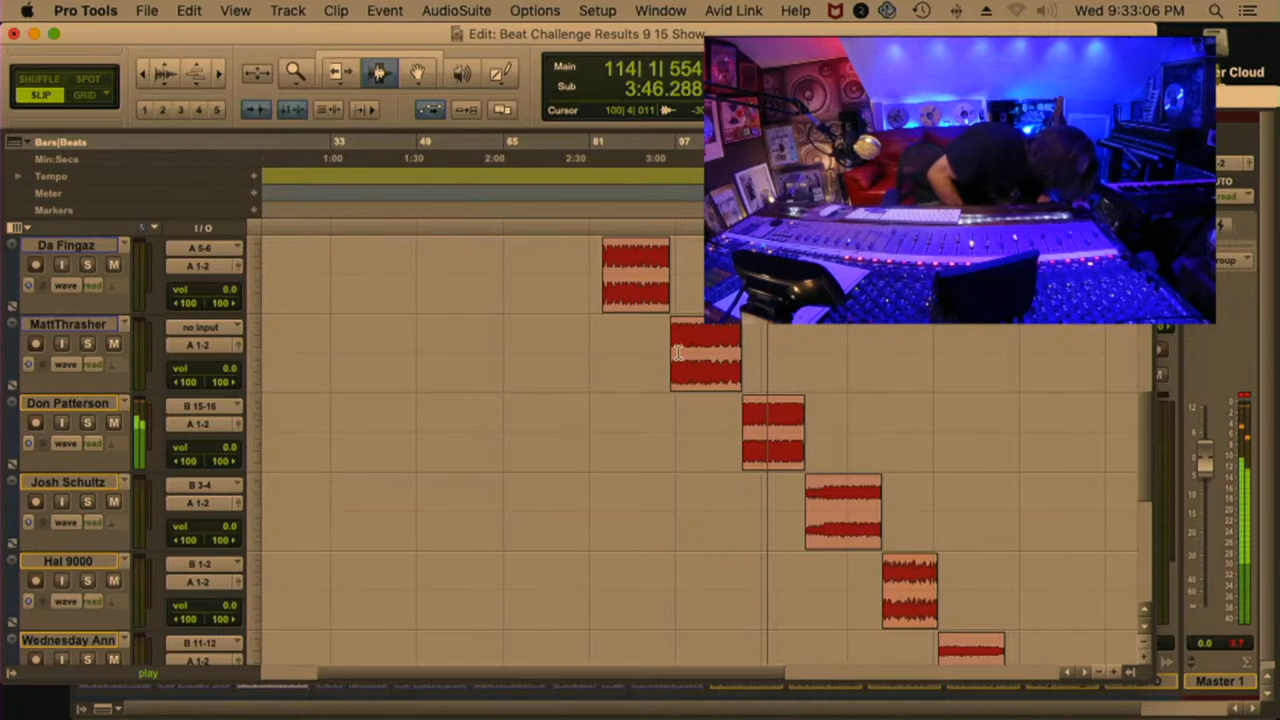 Pro Tools File Edit View Track Clip Event AudioSuite Options Setup Window Avid Link Help 2 Wed 9:33:06 PM
Edit: Beat Challenge Results 9 15 Show
SHUFFLE SPOT
SLIP GRID
1 2 3 4 5
Main 114| 1| 554
Sub 3:46.288
Cursor 100| 4| 011 -30
er Cloud
Bars|Beats 33 49 65 81 97
Min:Secs 1:00 1:30 2:00 2:30 3:00
Tempo
Meter
Markers
I / O
Da Fingaz A 5-6
I S M A 1-2
wave read vol 0.0
100 100
MattThrasher no input
I S M A 1-2
wave read vol 0.0
100 100
Don Patterson B 15-16
I S M A 1-2
wave read vol 0.0
100 100
Josh Schultz B 3-4
I S M A 1-2
wave read vol 0.0
100 100
Hal 9000 B 1-2
I S M A 1-2
wave read vol 0.0
100 100
Wednesday Ann B 11-12
I S M A 1-2
play
-2
UTO
read
roup
0.0 3.7
Master 1